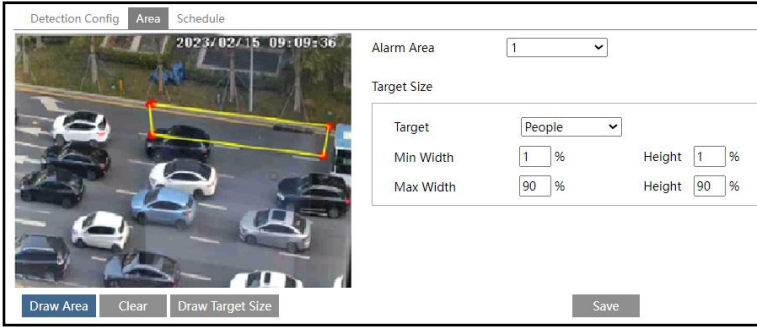 Detection Config Area Schedule
2023/02/15 09:09:36
Alarm Area 1
Target Size
Target People
Min Width 1 % Height 1 %
Max Width 90 % Height 90 %
Draw Area Clear Draw Target Size Save